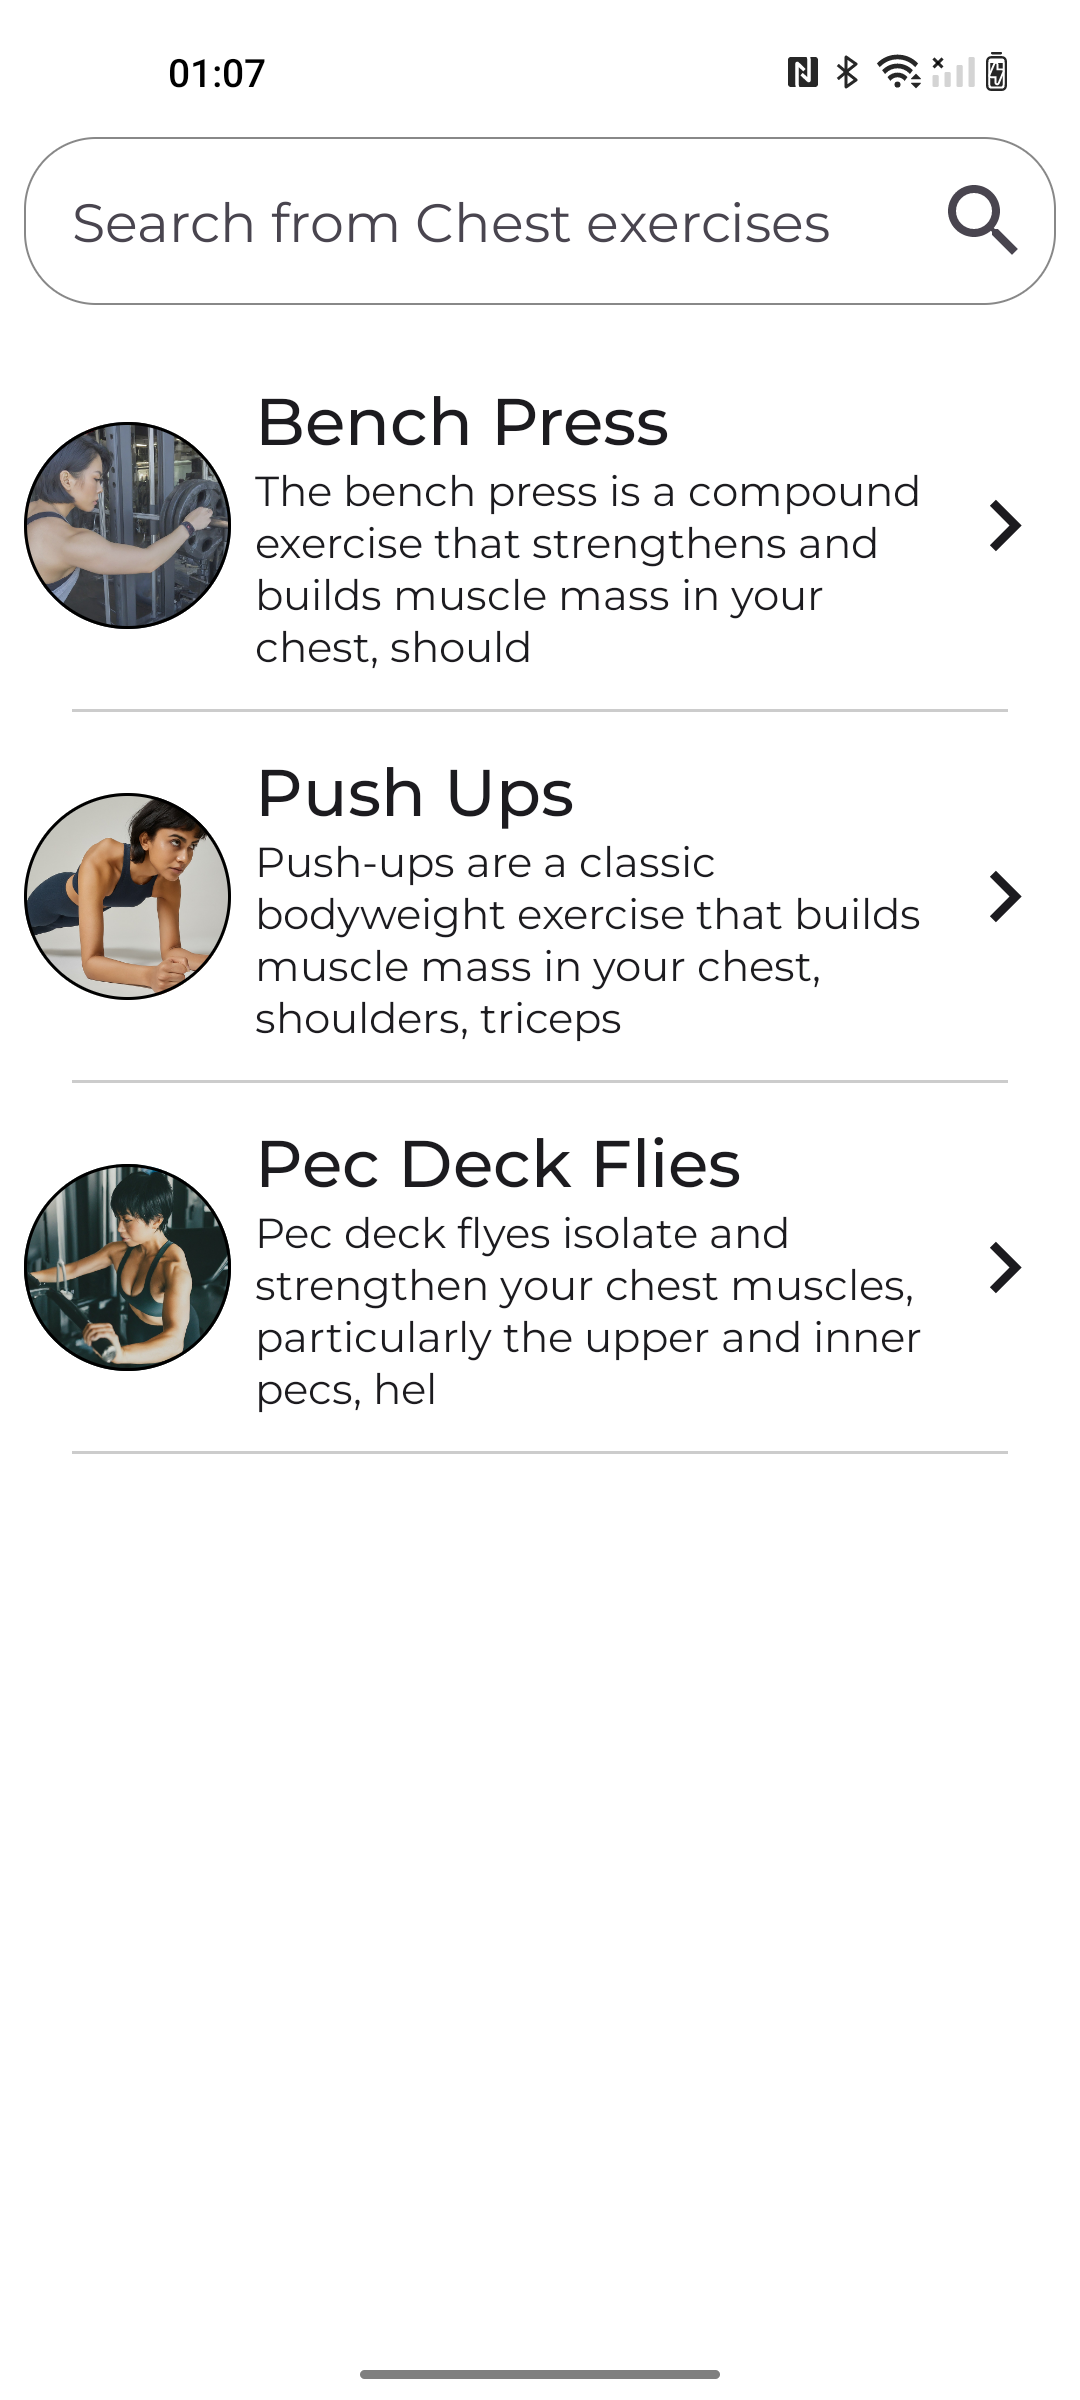 01:07
Search from Chest exercises
Bench Press
The bench press is a compound
exercise that strengthens and
builds muscle mass in your
chest, should
Push Ups
Push-ups are a classic
bodyweight exercise that builds
muscle mass in your chest,
shoulders, triceps
Pec Deck Flies
Pec deck flyes isolate and
strengthen your chest muscles,
particularly the upper and inner
pecs, hel